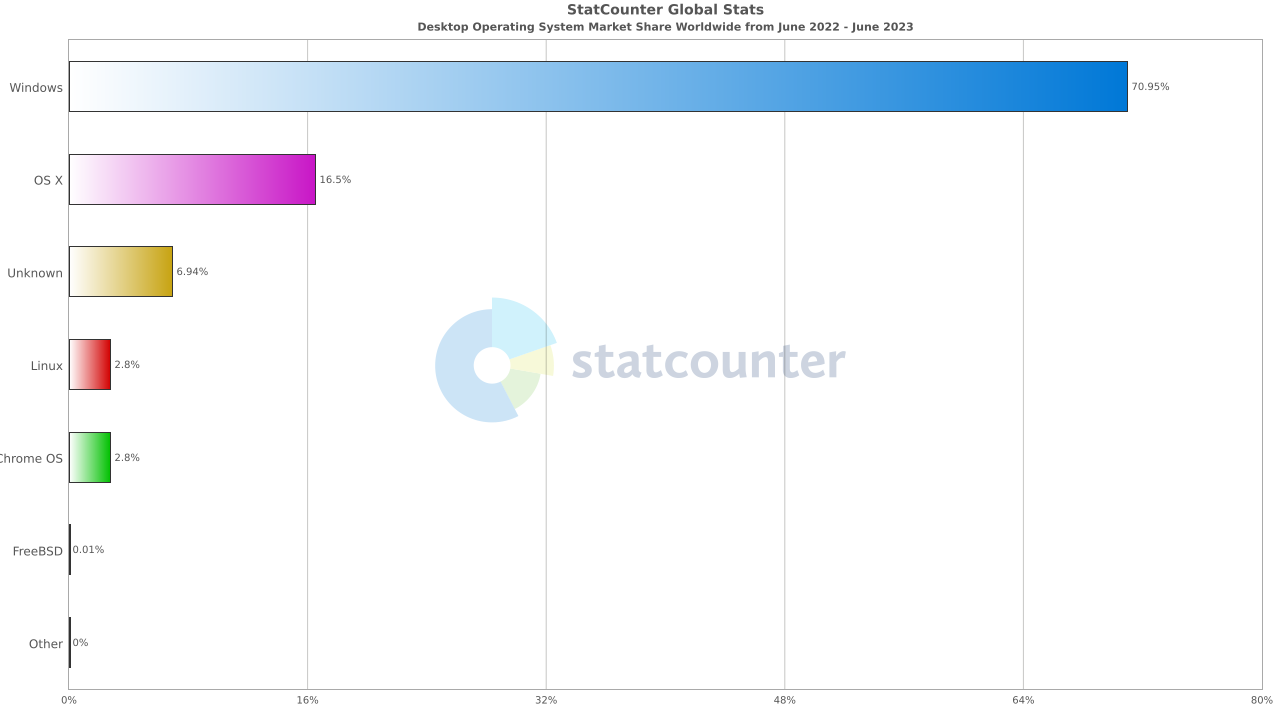 StatCounter Global Stats
Desktop Operating System Market Share Worldwide from June 2022 - June 2023
Windows 70.95%
OS X 16.5%
Unknown 6.94%
statcounter
Linux 2.8%
Chrome OS 2.8%
FreeBSD 0.01%
Other 0%
0% 16% 32% 48% 64% 80%